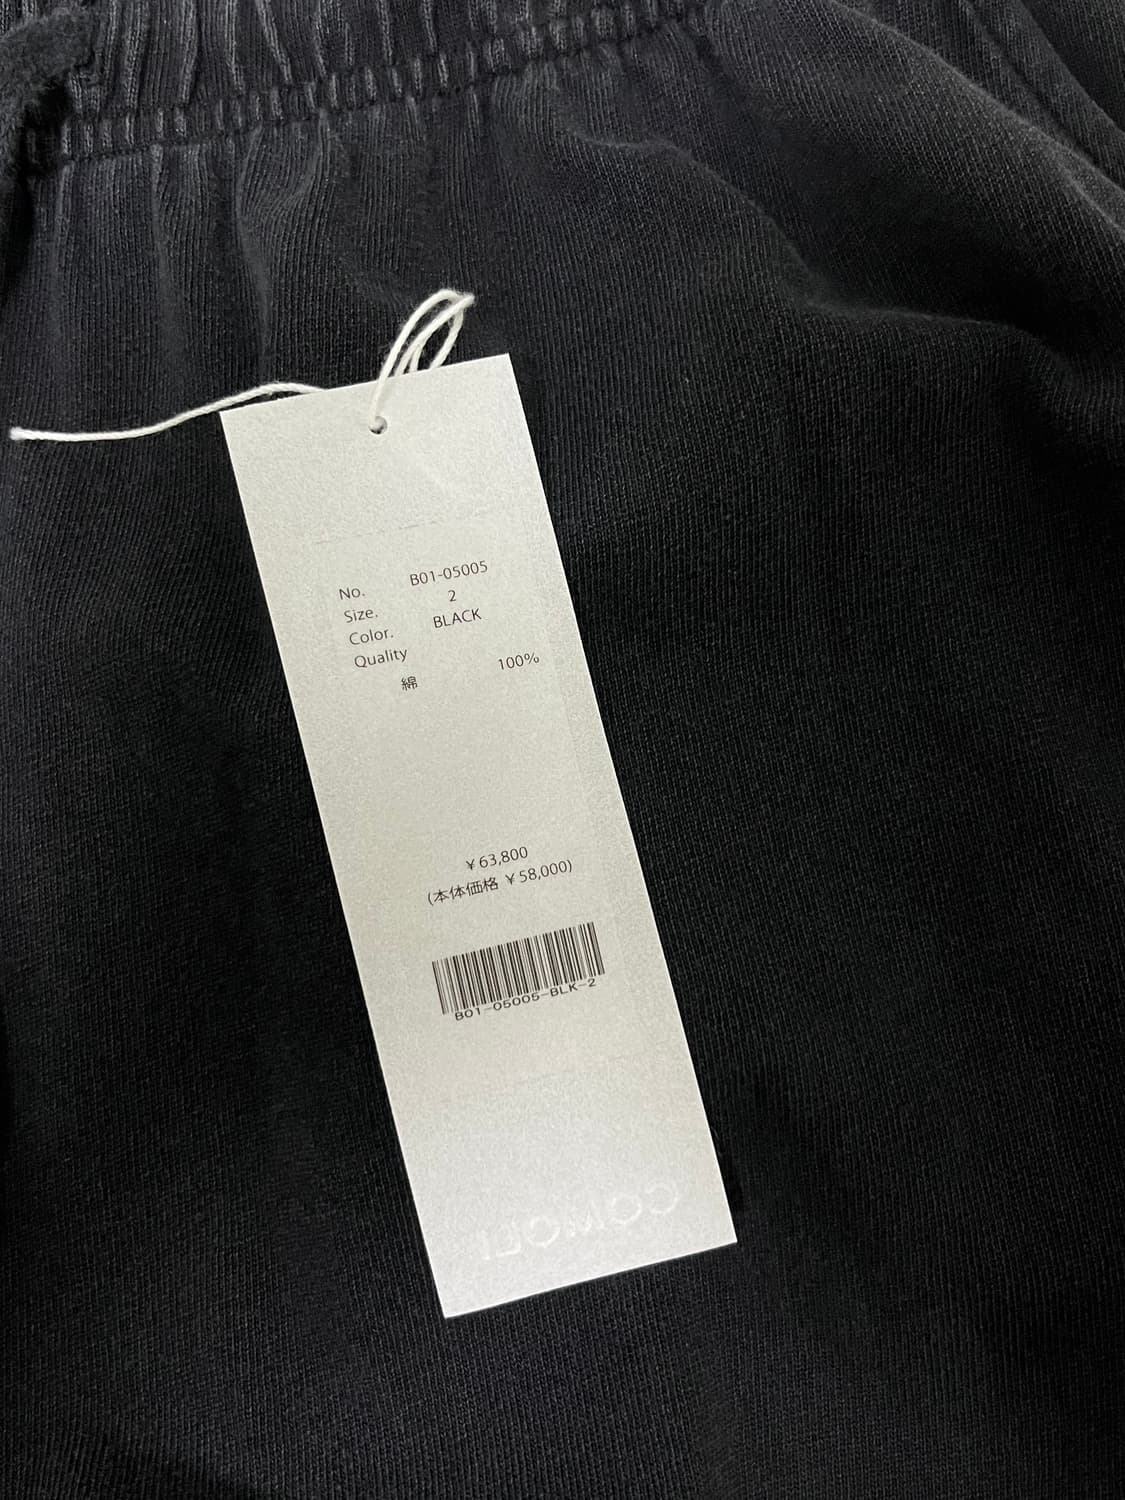 No. B01-05005
Size. 2
Color. BLACK
Quality
綿 100%
¥63,800
(本体価格 ¥58,000)
B01-05005-BLK-2
COMOLI